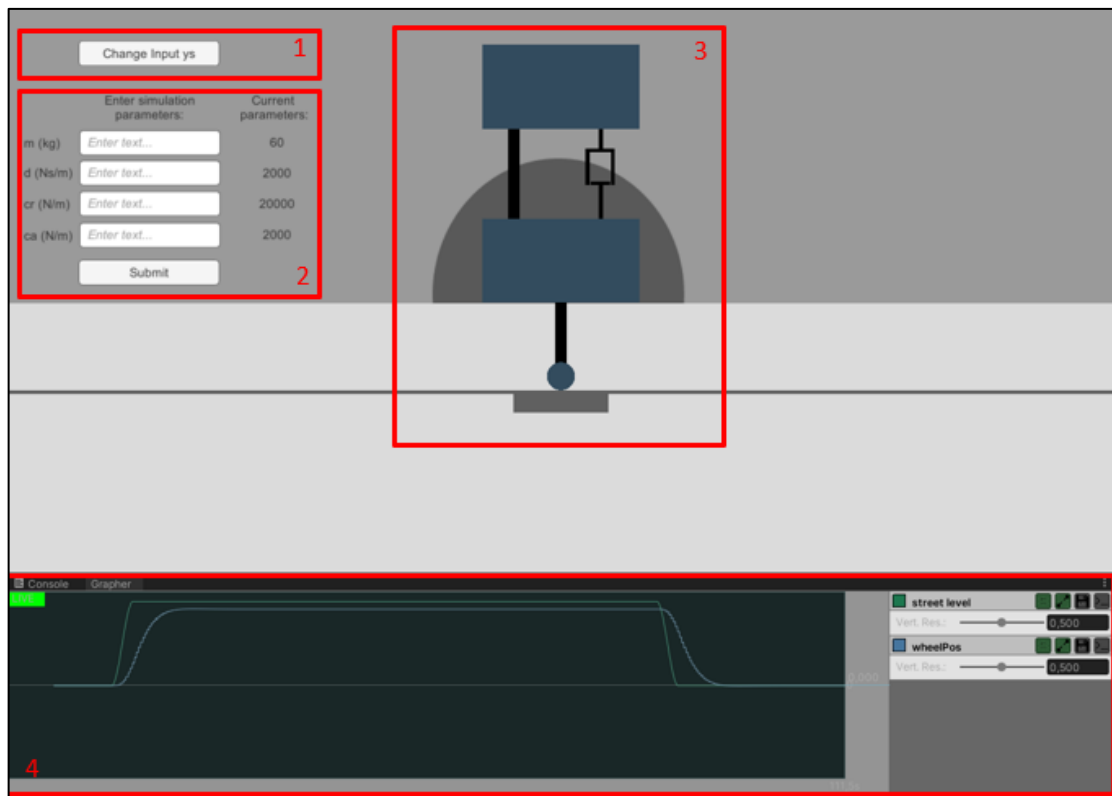 1
Change Input ys
2
Enter simulation parameters:
Current parameters:
m (kg) Enter text... 60
d (Ns/m) Enter text... 2000
cr (N/m) Enter text... 20000
ca (N/m) Enter text... 2000
Submit
3
Console Grapher
street level
Vert. Res.: 0,500
wheelPos
Vert. Res.: 0,500
0,000
4